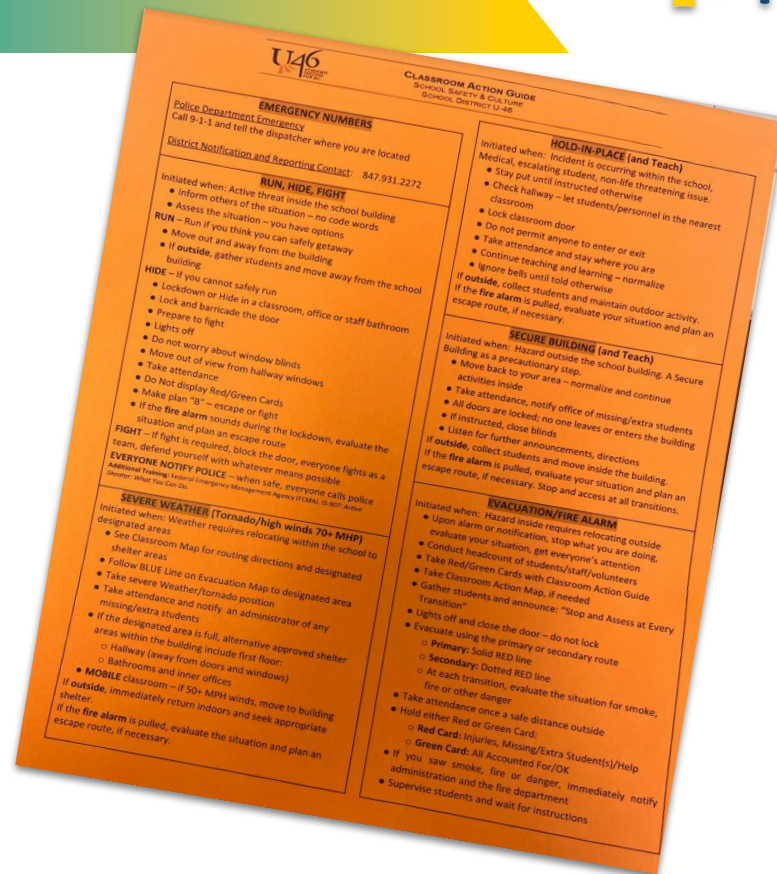 U46
CLASSROOM ACTION GUIDE
SCHOOL SAFETY & CULTURE
SCHOOL DISTRICT U-46
EMERGENCY NUMBERS
Police Department Emergency
Call 9-1-1 and tell the dispatcher where you are located
District Notification and Reporting Contact: 847.931.2272
RUN, HIDE, FIGHT
Initiated when: Active threat inside the school building
• Inform others of the situation – no code words
• Assess the situation – you have options
RUN – Run if you think you can safely getaway
• Move out and away from the building
• If outside, gather students and move away from the school
building
HIDE – If you cannot safely run
• Lockdown or Hide in a classroom, office or staff bathroom
• Lock and barricade the door
• Prepare to fight
• Lights off
• Do not worry about window blinds
• Move out of view from hallway windows
• Take attendance
• Do Not display Red/Green Cards
• Make plan "B" – escape or fight
• If the fire alarm sounds during the lockdown, evaluate the
situation and plan an escape route
FIGHT – If fight is required, block the door, everyone fights as a
team, defend yourself with whatever means possible
EVERYONE NOTIFY POLICE – when safe, everyone calls police
Additional Training: Federal Emergency Management Agency (FEMA), IS-907: Active
Shooter: What You Can Do.
SEVERE WEATHER (Tornado/high winds 70+ MHP)
Initiated when: Weather requires relocating within the school to
designated areas
• See Classroom Map for routing directions and designated
shelter areas
• Follow BLUE Line on Evacuation Map to designated area
• Take severe Weather/tornado position
• Take attendance and notify an administrator of any
missing/extra students
• If the designated area is full, alternative approved shelter
areas within the building include first floor:
○ Hallway (away from doors and windows)
○ Bathrooms and inner offices
• MOBILE classroom – if 50+ MPH winds, move to building
If outside, immediately return indoors and seek appropriate
shelter.
If the fire alarm is pulled, evaluate the situation and plan an
escape route, if necessary.
HOLD-IN-PLACE (and Teach)
Initiated when: Incident is occurring within the school,
Medical, escalating student, non-life threatening issue.
• Stay put until instructed otherwise
• Check hallway – let students/personnel in the nearest
classroom
• Lock classroom door
• Do not permit anyone to enter or exit
• Take attendance and stay where you are
• Continue teaching and learning – normalize
• Ignore bells until told otherwise
If outside, collect students and maintain outdoor activity.
If the fire alarm is pulled, evaluate your situation and plan an
escape route, if necessary.
SECURE BUILDING (and Teach)
Initiated when: Hazard outside the school building. A Secure
Building as a precautionary step.
• Move back to your area – normalize and continue
activities inside
• Take attendance, notify office of missing/extra students
• All doors are locked; no one leaves or enters the building
• If instructed, close blinds
• Listen for further announcements, directions
If outside, collect students and move inside the building.
If the fire alarm is pulled, evaluate your situation and plan an
escape route, if necessary. Stop and access at all transitions.
EVACUATION/FIRE ALARM
Initiated when: Hazard inside requires relocating outside
• Upon alarm or notification, stop what you are doing,
evaluate your situation, get everyone's attention
• Conduct headcount of students/staff/volunteers
• Take Red/Green Cards with Classroom Action Guide
• Take Classroom Action Map, if needed
• Gather students and announce: "Stop and Assess at Every
Transition"
• Lights off and close the door – do not lock
• Evacuate using the primary or secondary route
○ Primary: Solid RED line
○ Secondary: Dotted RED line
○ At each transition, evaluate the situation for smoke,
fire or other danger
• Take attendance once a safe distance outside
• Hold either Red or Green Card:
○ Red Card: Injuries, Missing/Extra Student(s)/Help
○ Green Card: All Accounted For/OK
• If you saw smoke, fire or danger, immediately notify
administration and the fire department
• Supervise students and wait for instructions